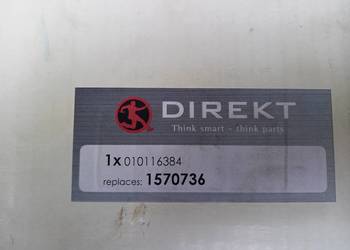 DIREKT
Think smart - think parts
1x 010116384
replaces: 1570736